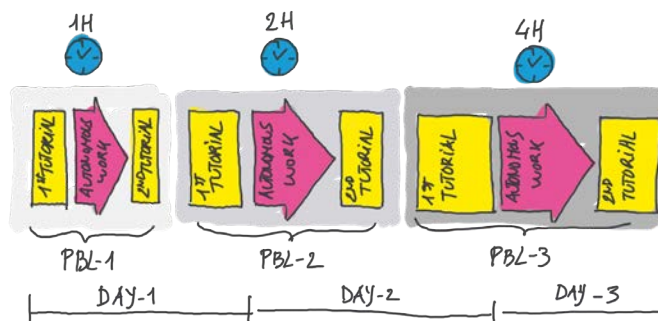 1H
2H
4H
1ST TUTORIAL
AUTONOMOUS
WORK
2ND TUTORIAL
1ST
TUTORIAL
AUTONOMOUS
WORK
2ND
TUTORIAL
1ST
TUTORIAL
AUTONOMOUS
WORK
2ND
TUTORIAL
PBL-1
PBL-2
PBL-3
DAY-1
DAY-2
DAY-3